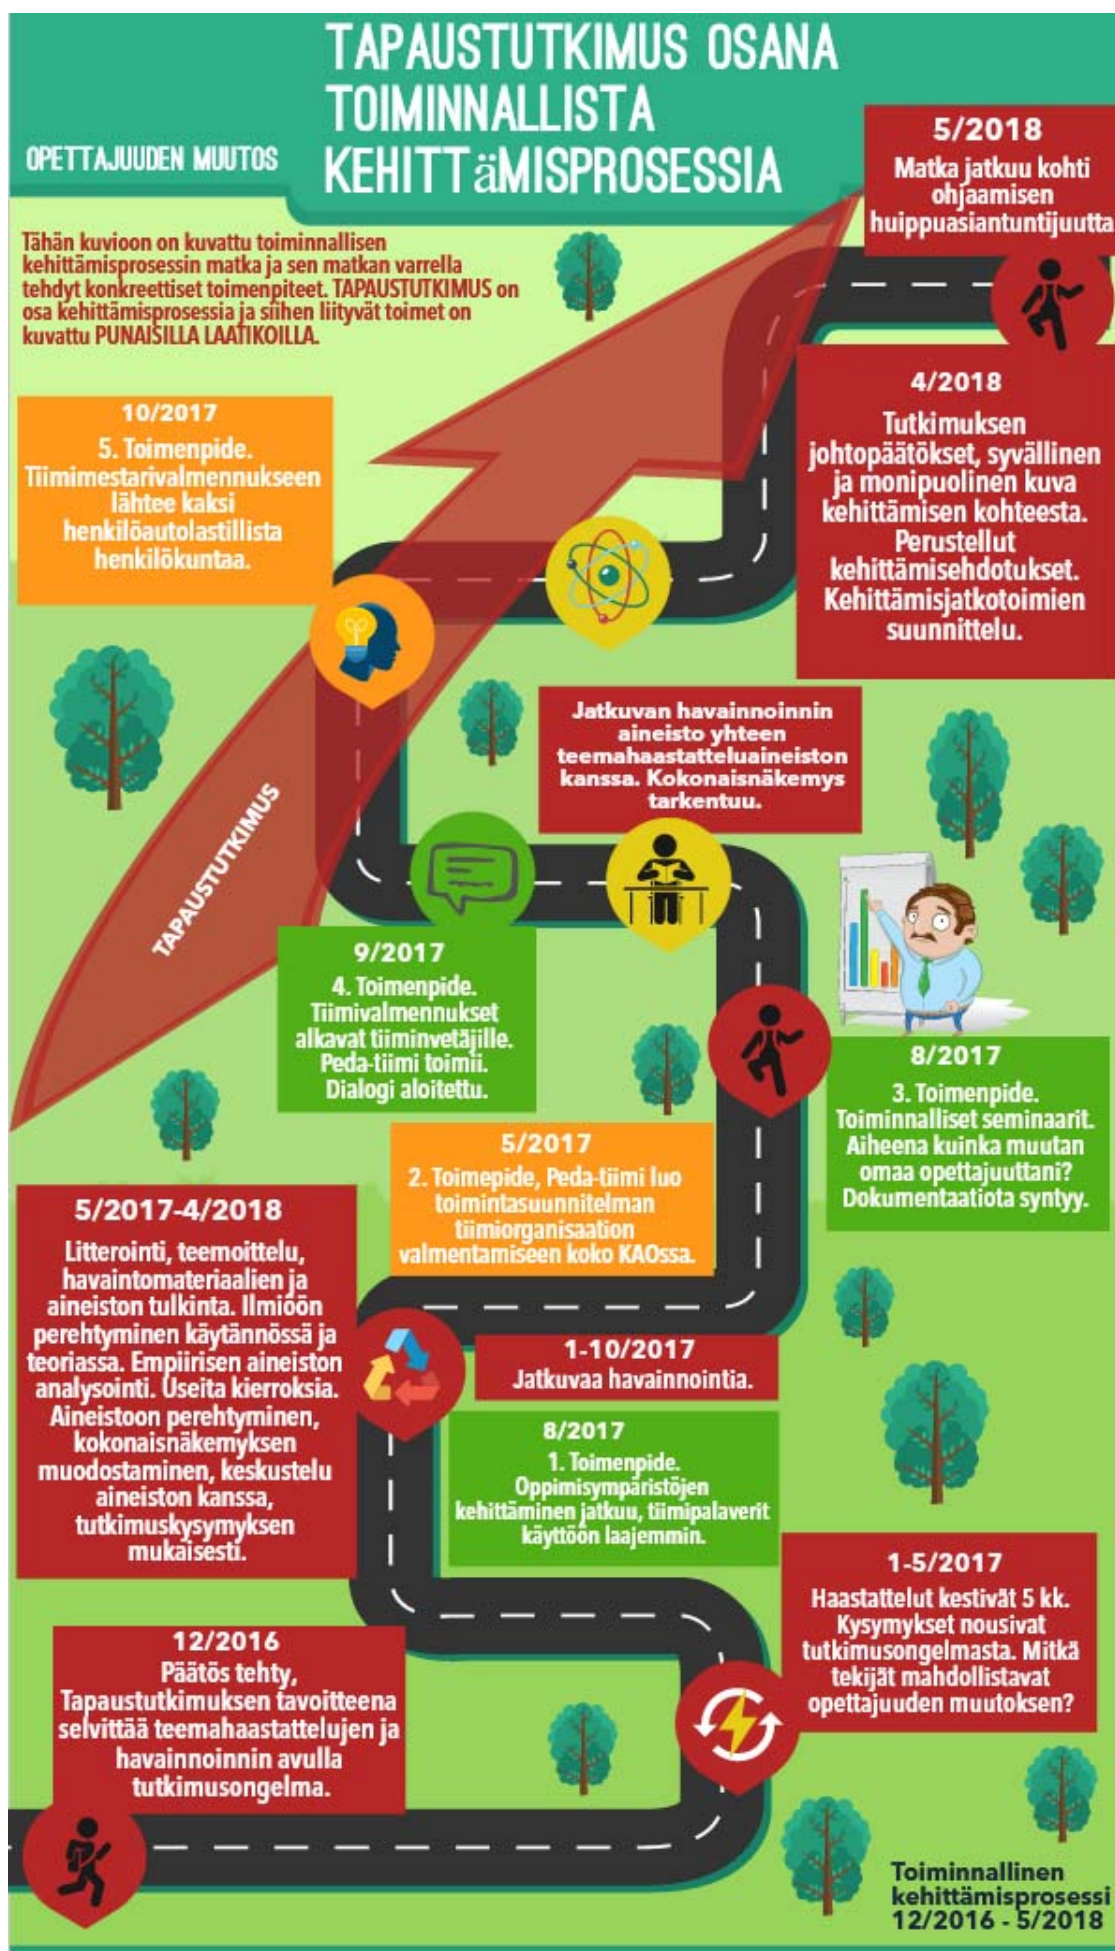 TAPAUSTUTKIMUS OSANA
TOIMINNALLISTA
KEHITTäMISPROSESSIA
OPETTAJUUDEN MUUTOS
5/2018
Matka jatkuu kohti
ohjaamisen
huippuasiantuntijuutta
Tähän kuvioon on kuvattu toiminnallisen
kehittämisprosessin matka ja sen matkan varrella
tehdyt konkreettiset toimenpiteet. TAPAUSTUTKIMUS on
osa kehittämisprosessia ja siihen liityvät toimet on
kuvattu PUNAISILLA LAATIKOILLA.
4/2018
Tutkimuksen
johtopäätökset, syvällinen
ja monipuolinen kuva
kehittämisen kohteesta.
Perustellut
kehittämisehdotukset.
Kehittämisjatkotoimien
suunnittelu.
10/2017
5. Toimenpide.
Tiimimestarivalmennukseen
lähtee kaksi
henkilöautolastillista
henkilökuntaa.
Jatkuvan havainnoinnin
aineisto yhteen
teemahaastatteluaineiston
kanssa. Kokonaisnäkemys
tarkentuu.
TAPAUSTUTKIMUS
9/2017
4. Toimenpide.
Tiimivalmennukset
alkavat tiiminvetäjille.
Peda-tiimi toimii.
Dialogi aloitettu.
8/2017
3. Toimenpide.
Toiminnalliset seminaarit.
Aiheena kuinka muutan
omaa opettajuuttani?
Dokumentaatiota syntyy.
5/2017
2. Toimepide, Peda-tiimi luo
toimintasuunnitelman
tiimiorganisaation
valmentamiseen koko KAOssa.
5/2017-4/2018
Litterointi, teemoittelu,
havaintomateriaalien ja
aineiston tulkinta. Ilmiöön
perehtyminen käytännössä ja
teoriassa. Empiirisen aineiston
analysointi. Useita kierroksia.
Aineistoon perehtyminen,
kokonaisnäkemyksen
muodostaminen, keskustelu
aineiston kanssa,
tutkimuskysymyksen
mukaisesti.
1-10/2017
Jatkuvaa havainnointia.
8/2017
1. Toimenpide.
Oppimisympäristöjen
kehittäminen jatkuu, tiimipalaverit
käyttöön laajemmin.
1-5/2017
Haastattelut kestivät 5 kk.
Kysymykset nousivat
tutkimusongelmasta. Mitkä
tekijät mahdollistavat
opettajuuden muutoksen?
12/2016
Päätös tehty,
Tapaustutkimuksen tavoitteena
selvittää teemahaastattelujen ja
havainnoinnin avulla
tutkimusongelma.
Toiminnallinen
kehittämisprosessi
12/2016 - 5/2018